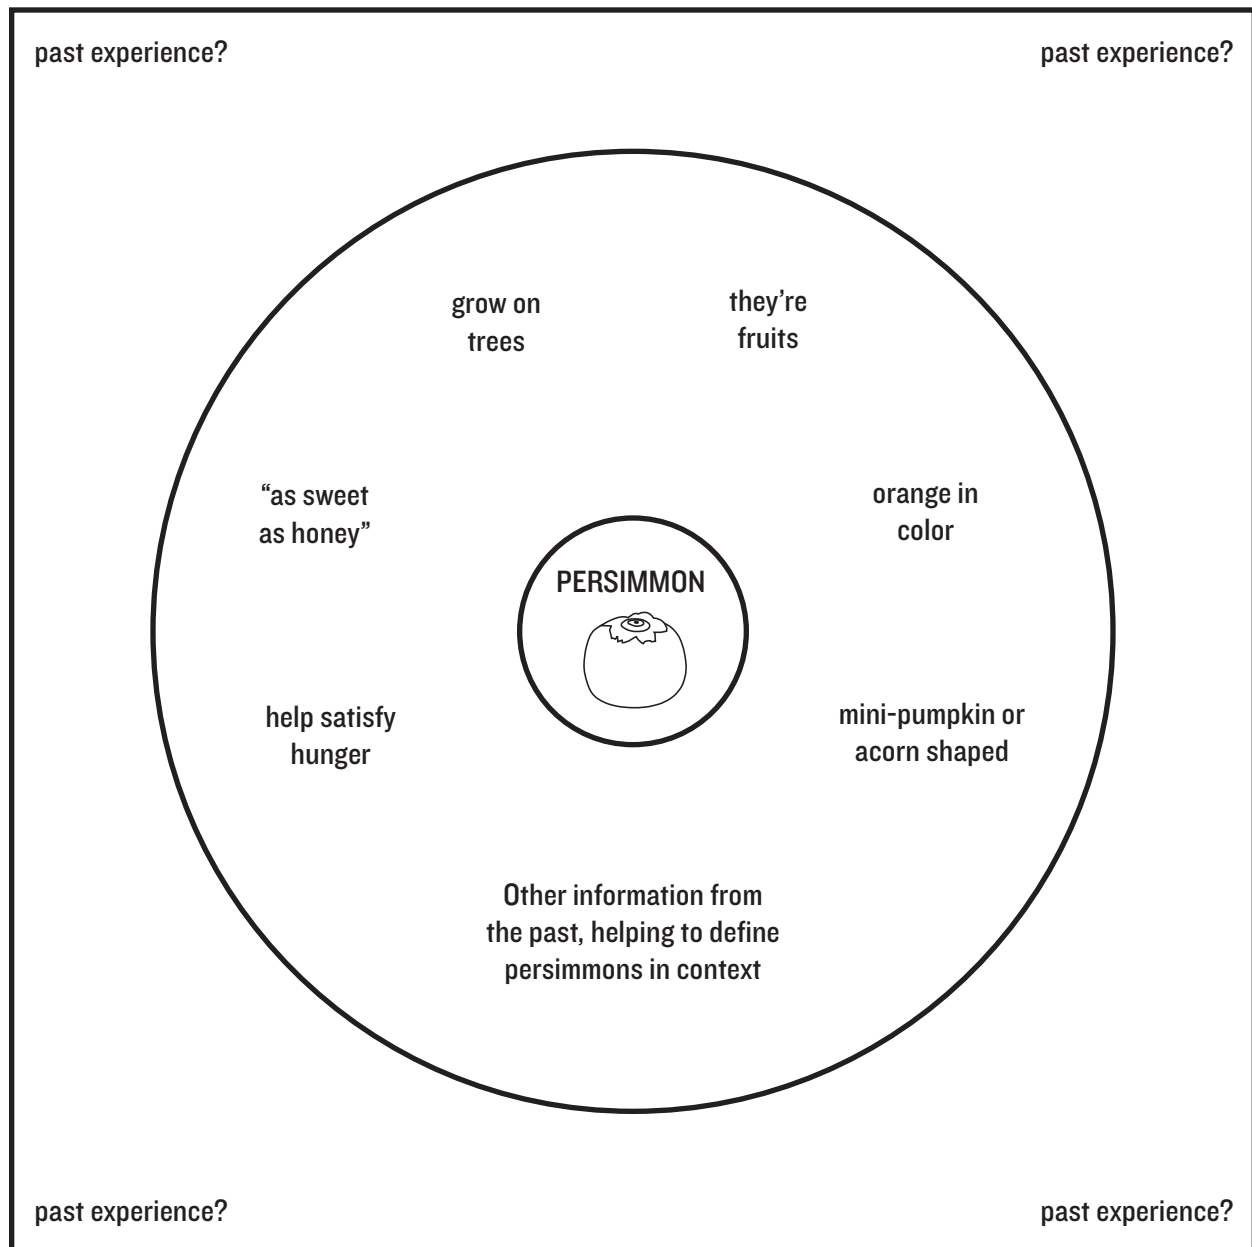 past experience?
past experience?
grow on
trees
they’re
fruits
“as sweet
as honey”
orange in
color
PERSIMMON
help satisfy
hunger
mini-pumpkin or
acorn shaped
Other information from
the past, helping to define
persimmons in context
past experience?
past experience?